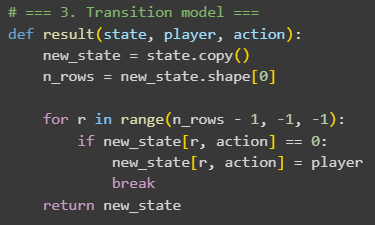 # === 3. Transition model ===
def result(state, player, action):
    new_state = state.copy()
    n_rows = new_state.shape[0]

    for r in range(n_rows - 1, -1, -1):
        if new_state[r, action] == 0:
            new_state[r, action] = player
            break
    return new_state